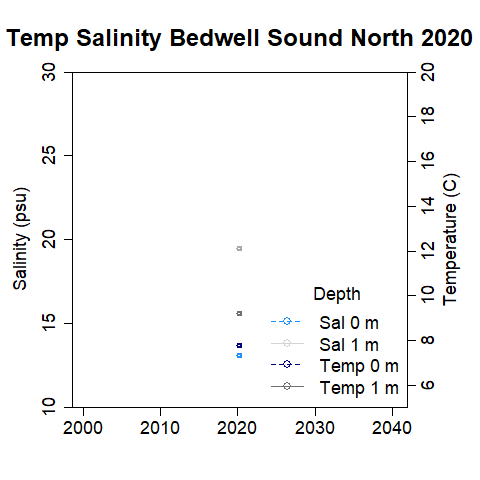 Temp Salinity Bedwell Sound North 2020
30
25
20
15
10
Salinity (psu)
20
18
16
14
12
10
8
6
Temperature (C)
Depth
Sal 0 m
Sal 1 m
Temp 0 m
Temp 1 m
2000 2010 2020 2030 2040